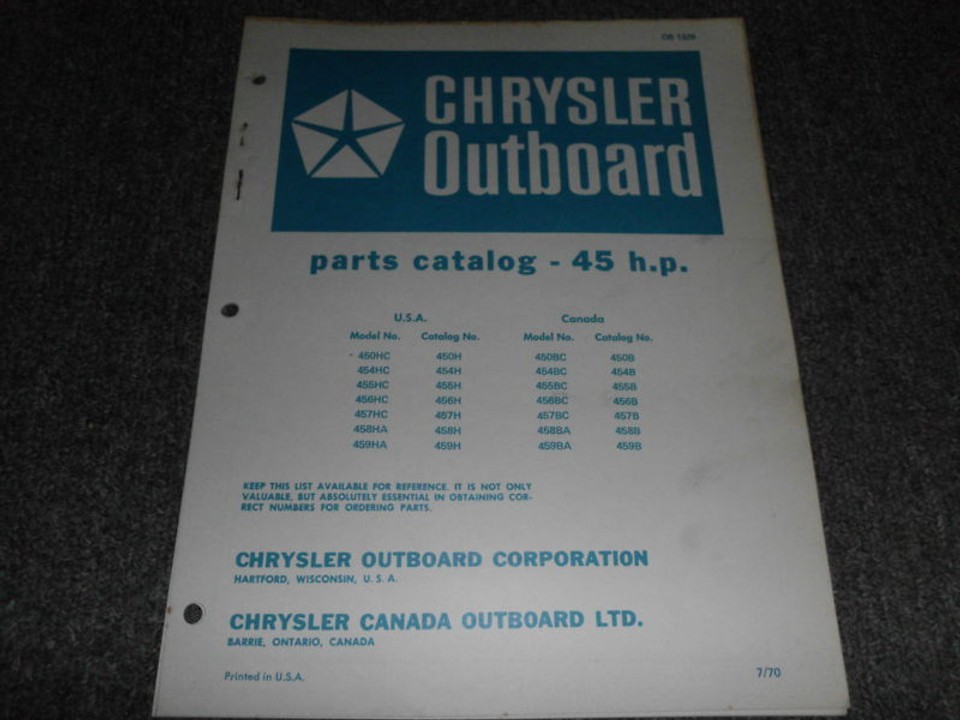 CHRYSLER
Outboard
parts catalog - 45 h.p.
U.S.A. Canada
Model No. Catalog No. Model No. Catalog No.
450HC 450H 450BC 450B
454HC 454H 454BC 454B
455HC 455H 455BC 455B
456HC 456H 456BC 456B
457HC 457H 457BC 457B
458HA 458H 458BA 458B
459HA 459H 459BA 459B
KEEP THIS LIST AVAILABLE FOR REFERENCE. IT IS NOT ONLY
VALUABLE, BUT ABSOLUTELY ESSENTIAL IN OBTAINING COR-
RECT NUMBERS FOR ORDERING PARTS.
CHRYSLER OUTBOARD CORPORATION
HARTFORD, WISCONSIN, U.S.A.
CHRYSLER CANADA OUTBOARD LTD.
BARRIE, ONTARIO, CANADA
Printed in U.S.A. 7/70